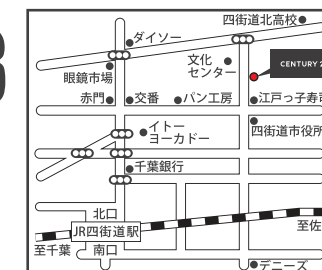 四街道北高校
ダイソー
文化
センター
CENTURY 2
眼鏡市場
赤門
交番
パン工房
江戸っ子寿司
イトー
ヨーカドー
四街道市役所
千葉銀行
北口
JR四街道駅
至千葉
南口
至佐
デニーズ